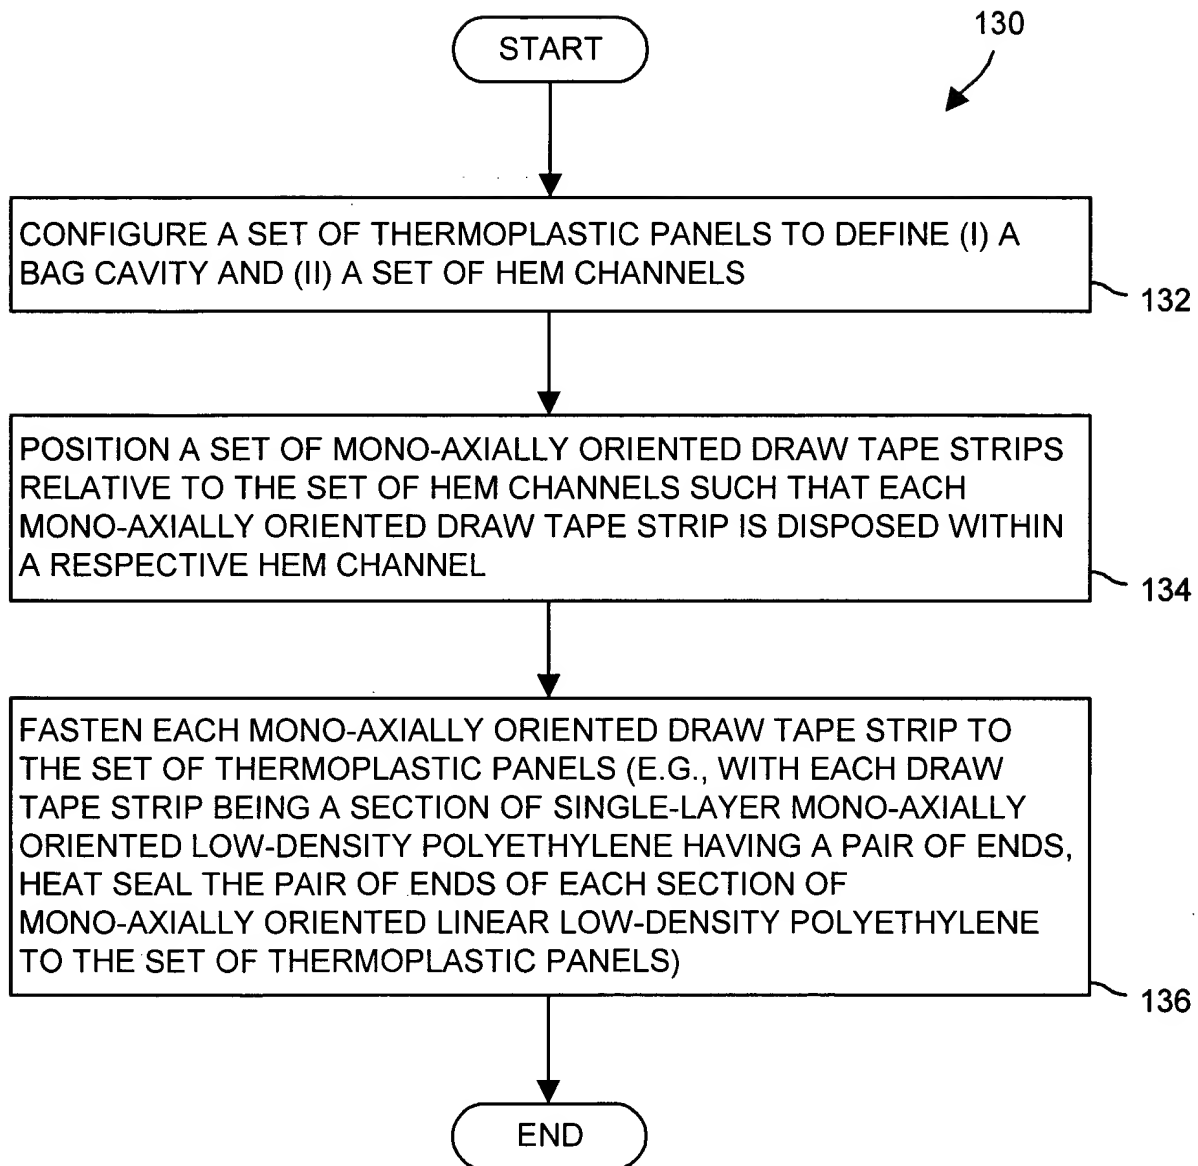 START
130
CONFIGURE A SET OF THERMOPLASTIC PANELS TO DEFINE (I) A
BAG CAVITY AND (II) A SET OF HEM CHANNELS
132
POSITION A SET OF MONO-AXIALLY ORIENTED DRAW TAPE STRIPS
RELATIVE TO THE SET OF HEM CHANNELS SUCH THAT EACH
MONO-AXIALLY ORIENTED DRAW TAPE STRIP IS DISPOSED WITHIN
A RESPECTIVE HEM CHANNEL
134
FASTEN EACH MONO-AXIALLY ORIENTED DRAW TAPE STRIP TO
THE SET OF THERMOPLASTIC PANELS (E.G., WITH EACH DRAW
TAPE STRIP BEING A SECTION OF SINGLE-LAYER MONO-AXIALLY
ORIENTED LOW-DENSITY POLYETHYLENE HAVING A PAIR OF ENDS,
HEAT SEAL THE PAIR OF ENDS OF EACH SECTION OF
MONO-AXIALLY ORIENTED LINEAR LOW-DENSITY POLYETHYLENE
TO THE SET OF THERMOPLASTIC PANELS)
136
END